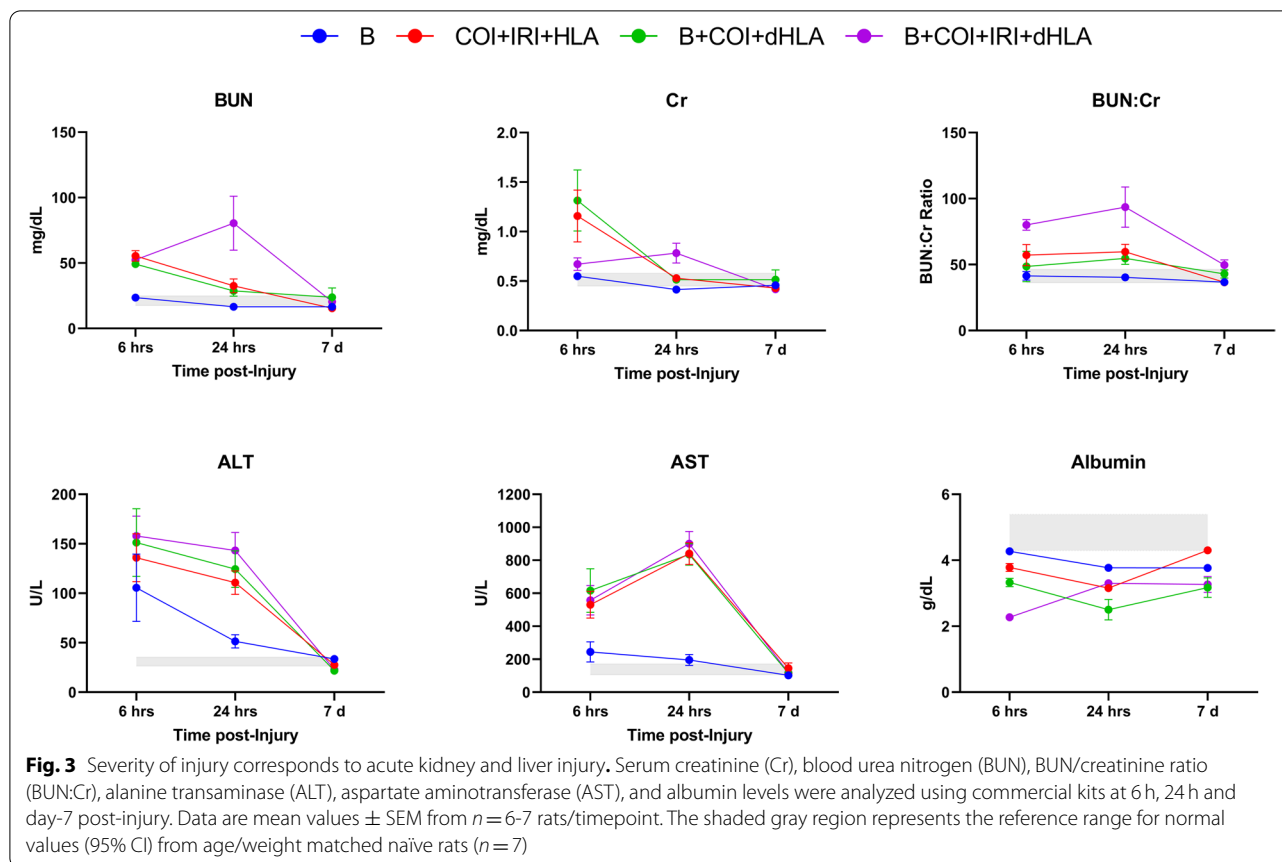 B COI+IRI+HLA B+COI+dHLA B+COI+IRI+dHLA
BUN
150
100
50
0
mg/dL
6 hrs 24 hrs 7 d
Time post-Injury
Cr
2.0
1.5
1.0
0.5
0.0
mg/dL
6 hrs 24 hrs 7 d
Time post-Injury
BUN:Cr
150
100
50
0
BUN:Cr Ratio
6 hrs 24 hrs 7 d
Time post-Injury
ALT
200
150
100
50
0
U/L
6 hrs 24 hrs 7 d
Time post-Injury
AST
1200
1000
800
600
400
200
0
U/L
6 hrs 24 hrs 7 d
Time post-Injury
Albumin
6
4
2
0
g/dL
6 hrs 24 hrs 7 d
Fig. 3 Severity of injury corresponds to acute kidney and liver injury. Serum creatinine (Cr), blood urea nitrogen (BUN), BUN/creatinine ratio
(BUN:Cr), alanine transaminase (ALT), aspartate aminotransferase (AST), and albumin levels were analyzed using commercial kits at 6 h, 24 h and
day-7 post-injury. Data are mean values ± SEM from n = 6-7 rats/timepoint. The shaded gray region represents the reference range for normal
values (95% CI) from age/weight matched naïve rats (n = 7)